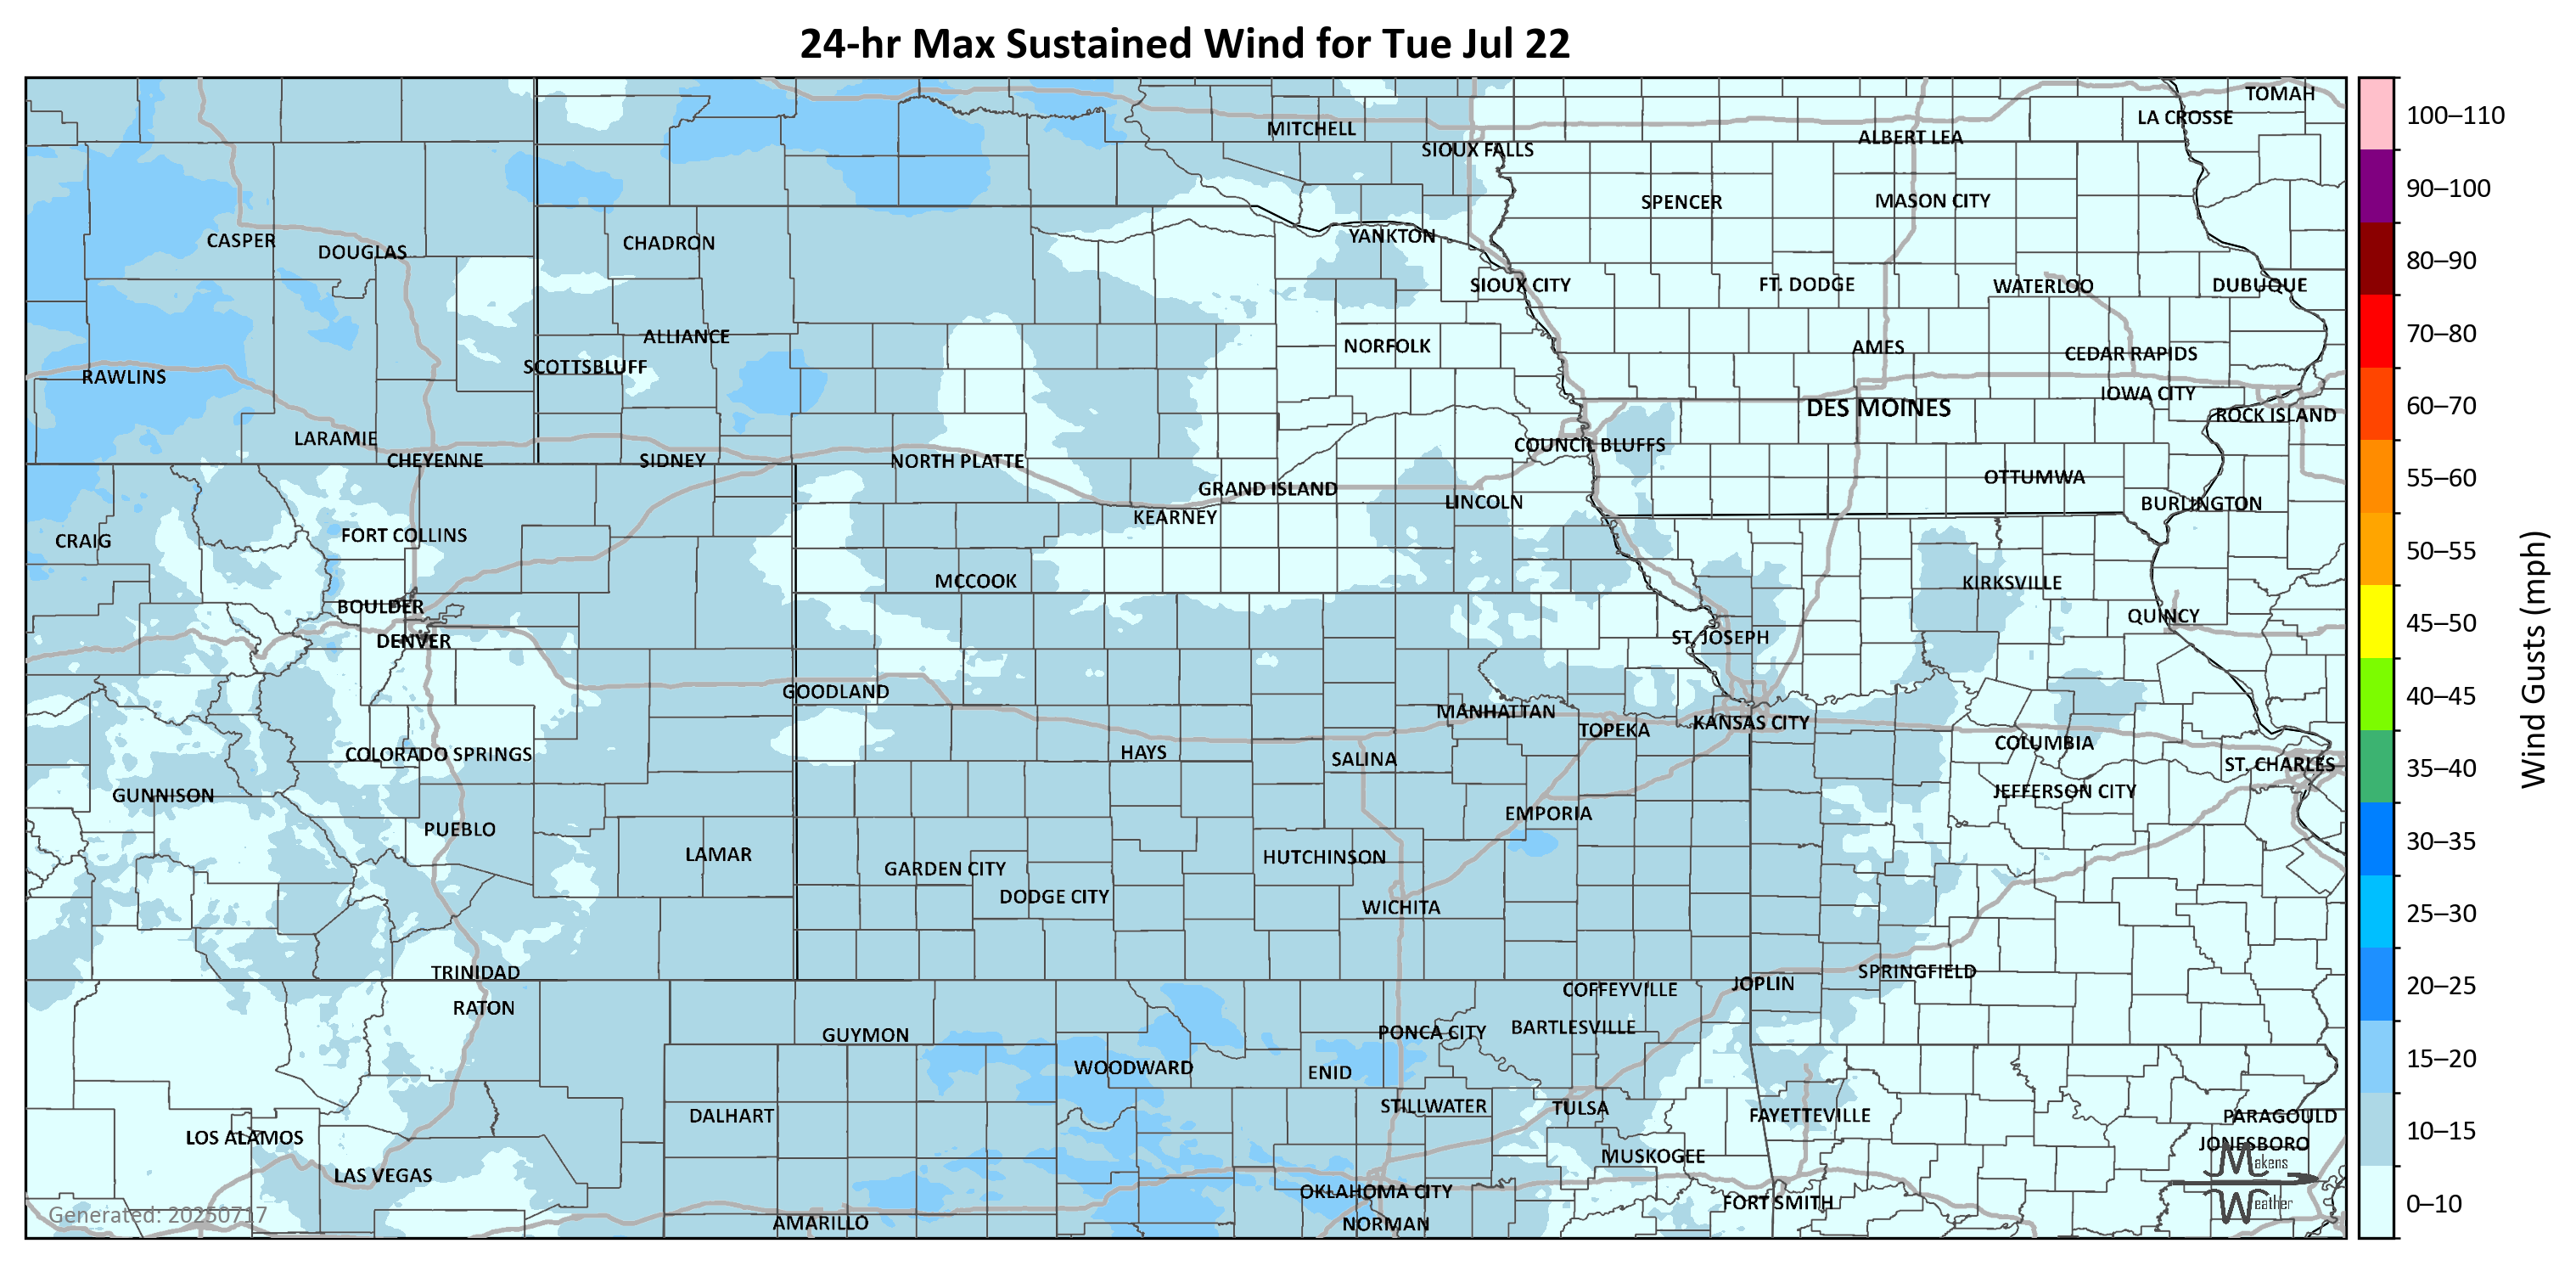 24-hr Max Sustained Wind for Tue Jul 22
TOMAH
LA CROSSE
MITCHELL
ALBERT LEA
SIOUX FALLS
SPENCER
MASON CITY
CASPER
DOUGLAS
CHADRON
YANKTON
SIOUX CITY
FT. DODGE
WATERLOO
DUBUQUE
ALLIANCE
NORFOLK
AMES
CEDAR RAPIDS
SCOTTSBLUFF
RAWLINS
IOWA CITY
DES MOINES
ROCK ISLAND
LARAMIE
COUNCIL BLUFFS
CHEYENNE
SIDNEY
NORTH PLATTE
OTTUMWA
GRAND ISLAND
LINCOLN
BURLINGTON
KEARNEY
CRAIG
FORT COLLINS
MCCOOK
KIRKSVILLE
BOULDER
QUINCY
DENVER
ST. JOSEPH
GOODLAND
MANHATTAN
TOPEKA
KANSAS CITY
COLORADO SPRINGS
HAYS
SALINA
COLUMBIA
ST. CHARLES
GUNNISON
JEFFERSON CITY
EMPORIA
PUEBLO
LAMAR
HUTCHINSON
GARDEN CITY
DODGE CITY
WICHITA
TRINIDAD
SPRINGFIELD
JOPLIN
COFFEYVILLE
RATON
GUYMON
PONCA CITY
BARTLESVILLE
WOODWARD
ENID
DALHART
STILLWATER
TULSA
FAYETTEVILLE
PARAGOULD
LOS ALAMOS
JONESBORO
LAS VEGAS
MUSKOGEE
OKLAHOMA CITY
FORT SMITH
AMARILLO
NORMAN
Generated: 20250717
Makens
Weather
100–110
90–100
80–90
70–80
60–70
55–60
50–55
45–50
40–45
35–40
30–35
25–30
20–25
15–20
10–15
0–10
Wind Gusts (mph)